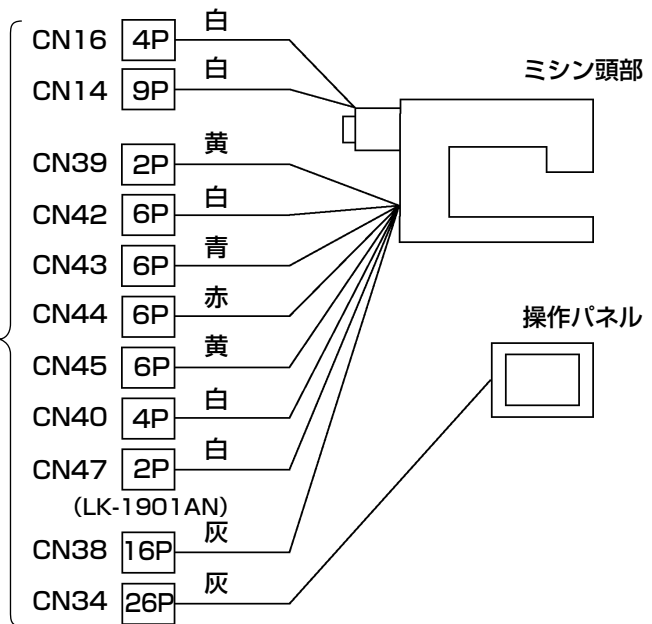 CN16 4P 白
CN14 9P 白
ミシン頭部
CN39 2P 黄
CN42 6P 白
CN43 6P 青
CN44 6P 赤
操作パネル
CN45 6P 黄
CN40 4P 白
CN47 2P 白
(LK-1901AN)
CN38 16P 灰
CN34 26P 灰